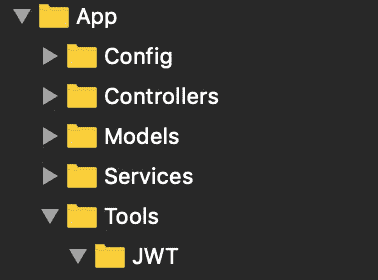 App
Config
Controllers
Models
Services
Tools
JWT